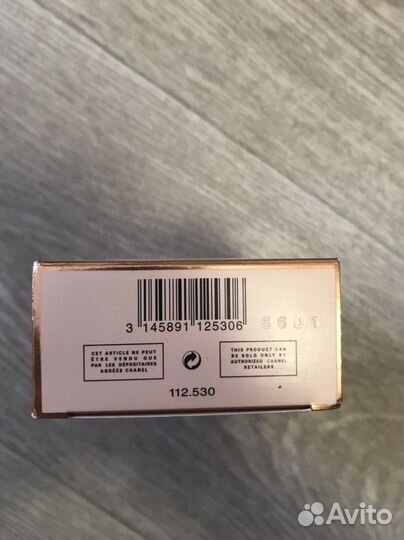 3 145891 125306 6601
CET ARTICLE NE PEUT
ÊTRE VENDU QUE
PAR LES DÉPOSITAIRES
AGRÉÉS CHANEL
THIS PRODUCT CAN
BE SOLD ONLY BY
AUTHORIZED CHANEL
RETAILERS
112.530
Avito